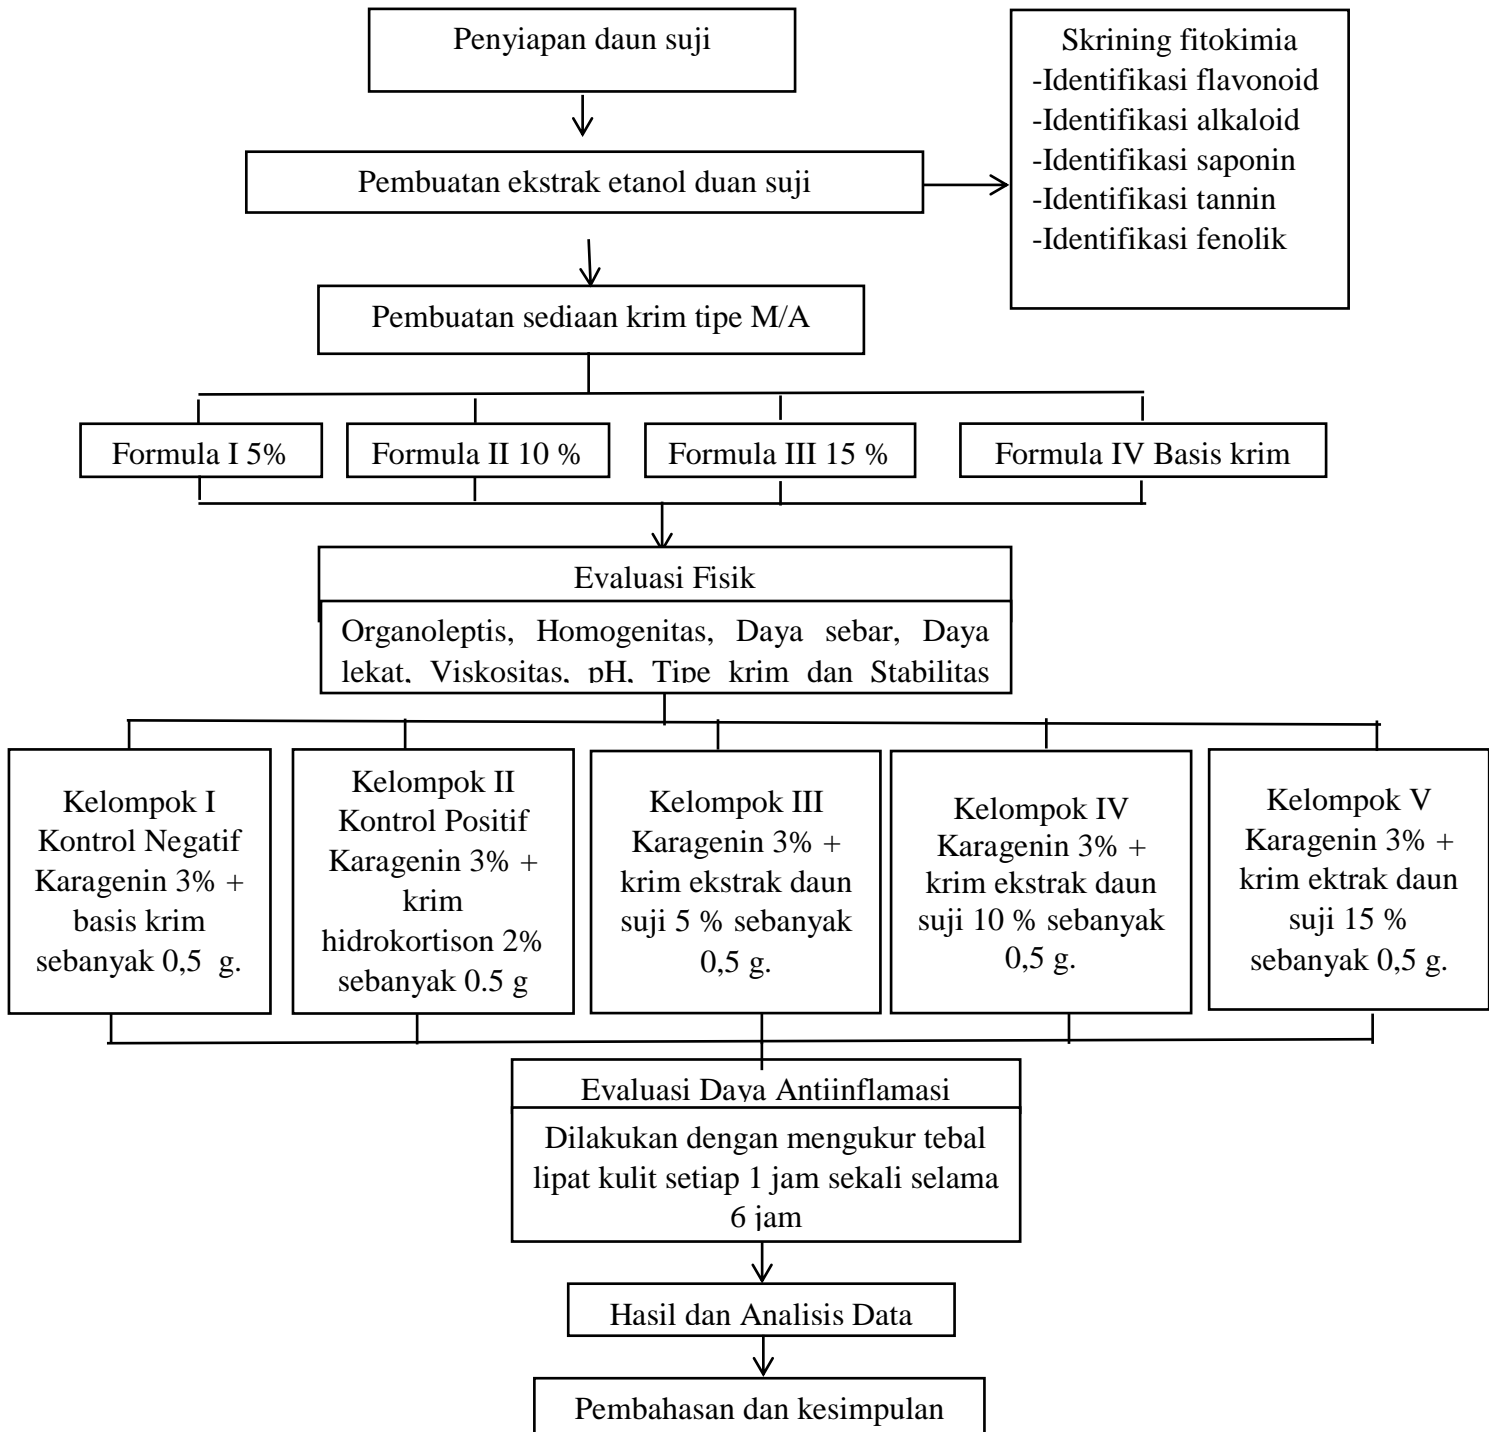 Penyiapan daun suji
Pembuatan ekstrak etanol duan suji
Skrining fitokimia
-Identifikasi flavonoid
-Identifikasi alkaloid
-Identifikasi saponin
-Identifikasi tannin
-Identifikasi fenolik
Pembuatan sediaan krim tipe M/A
Formula I 5%
Formula II 10 %
Formula III 15 %
Formula IV Basis krim
Evaluasi Fisik
Organoleptis, Homogenitas, Daya sebar, Daya
lekat, Viskositas, pH, Tipe krim dan Stabilitas
Kelompok I
Kontrol Negatif
Karagenin 3% +
basis krim
sebanyak 0,5 g.
Kelompok II
Kontrol Positif
Karagenin 3% +
krim
hidrokortison 2%
sebanyak 0.5 g
Kelompok III
Karagenin 3% +
krim ekstrak daun
suji 5 % sebanyak
0,5 g.
Kelompok IV
Karagenin 3% +
krim ekstrak daun
suji 10 % sebanyak
0,5 g.
Kelompok V
Karagenin 3% +
krim ektrak daun
suji 15 %
sebanyak 0,5 g.
Evaluasi Daya Antiinflamasi
Dilakukan dengan mengukur tebal
lipat kulit setiap 1 jam sekali selama
6 jam
Hasil dan Analisis Data
Pembahasan dan kesimpulan